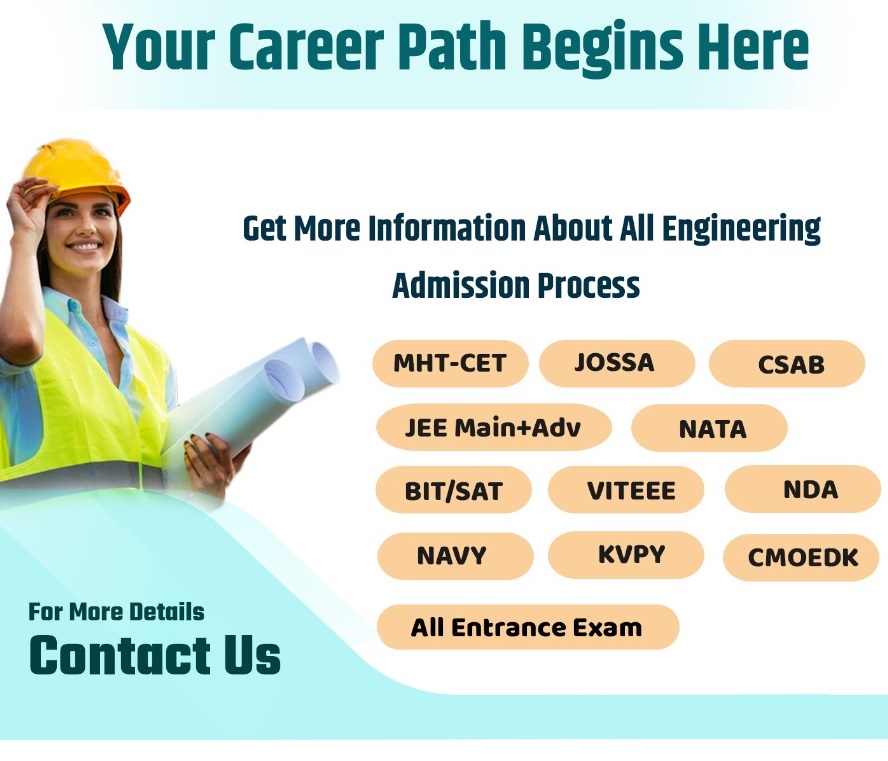 Your Career Path Begins Here
Get More Information About All Engineering
Admission Process
MHT-CET JOSSA CSAB
JEE Main+Adv NATA
BIT/SAT VITEEE NDA
NAVY KVPY CMOEDK
All Entrance Exam
For More Details
Contact Us